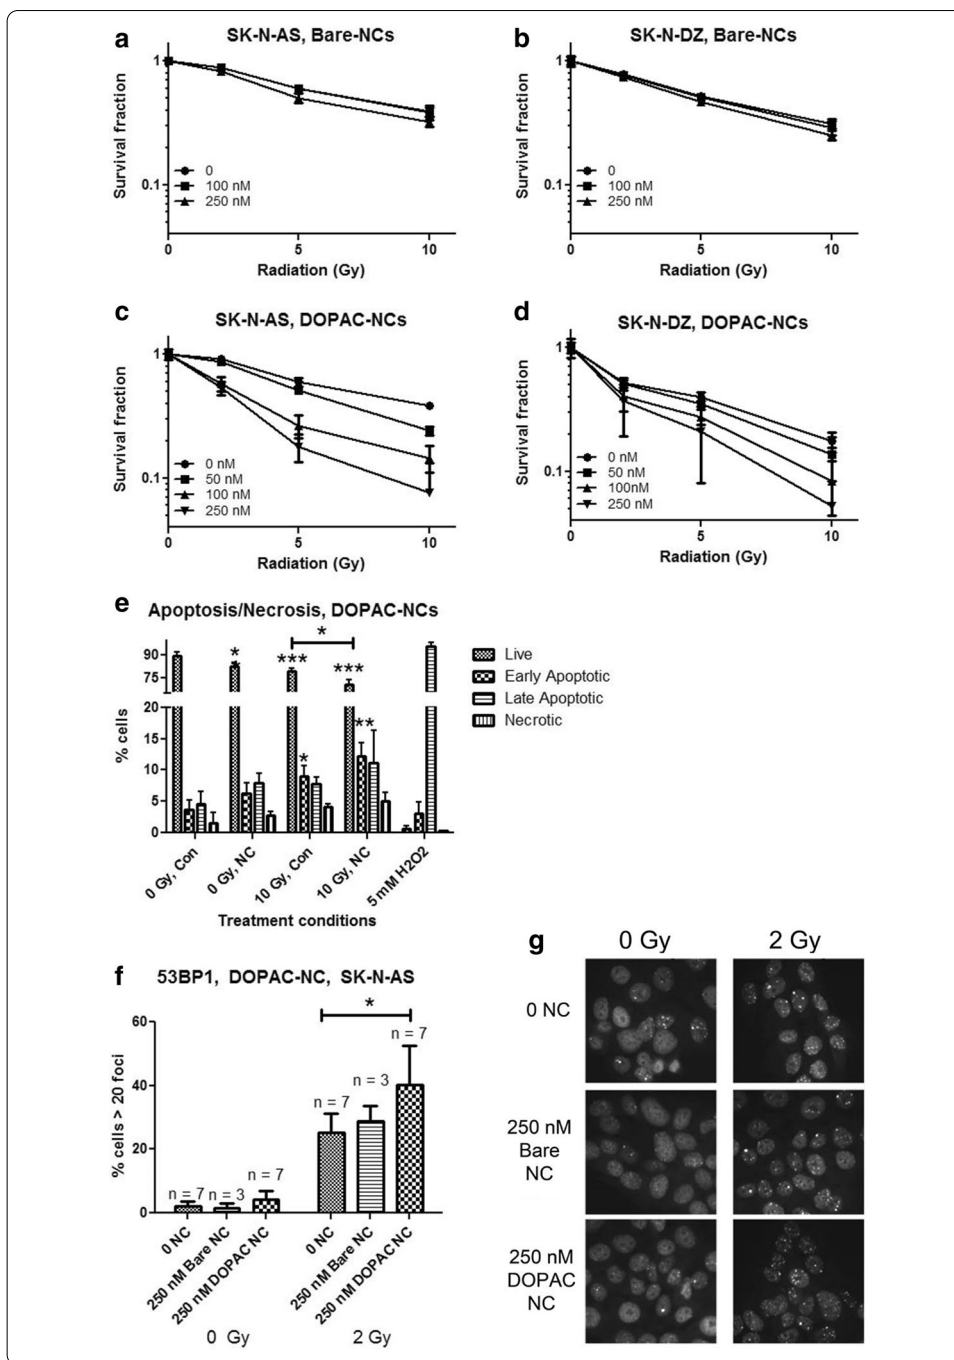 a
SK-N-AS, Bare-NCs
Survival fraction
1
0.1
0
100 nM
250 nM
0 5 10
Radiation (Gy)
b
SK-N-DZ, Bare-NCs
Survival fraction
1
0.1
0
100 nM
250 nM
0 5 10
Radiation (Gy)
c
SK-N-AS, DOPAC-NCs
Survival fraction
1
0.1
0 nM
50 nM
100 nM
250 nM
0 5 10
Radiation (Gy)
d
SK-N-DZ, DOPAC-NCs
Survival fraction
1
0.1
0 nM
50 nM
100nM
250 nM
0 5 10
Radiation (Gy)
e
Apoptosis/Necrosis, DOPAC-NCs
% cells
90
75
20
15
10
5
0
*
***
*
*
***
**
Live
Early Apoptotic
Late Apoptotic
Necrotic
0 Gy, Con
0 Gy, NC
10 Gy, Con
10 Gy, NC
5 mM H2O2
Treatment conditions
f
53BP1, DOPAC-NC, SK-N-AS
% cells > 20 foci
60
40
20
0
*
n = 7
n = 3
n = 7
n = 7
n = 3
n = 7
0 NC
250 nM Bare NC
250 nM DOPAC NC
0 NC
250 nM Bare NC
250 nM DOPAC NC
0 Gy
2 Gy
g
0 Gy
2 Gy
0 NC
250 nM
Bare
NC
250 nM
DOPAC
NC